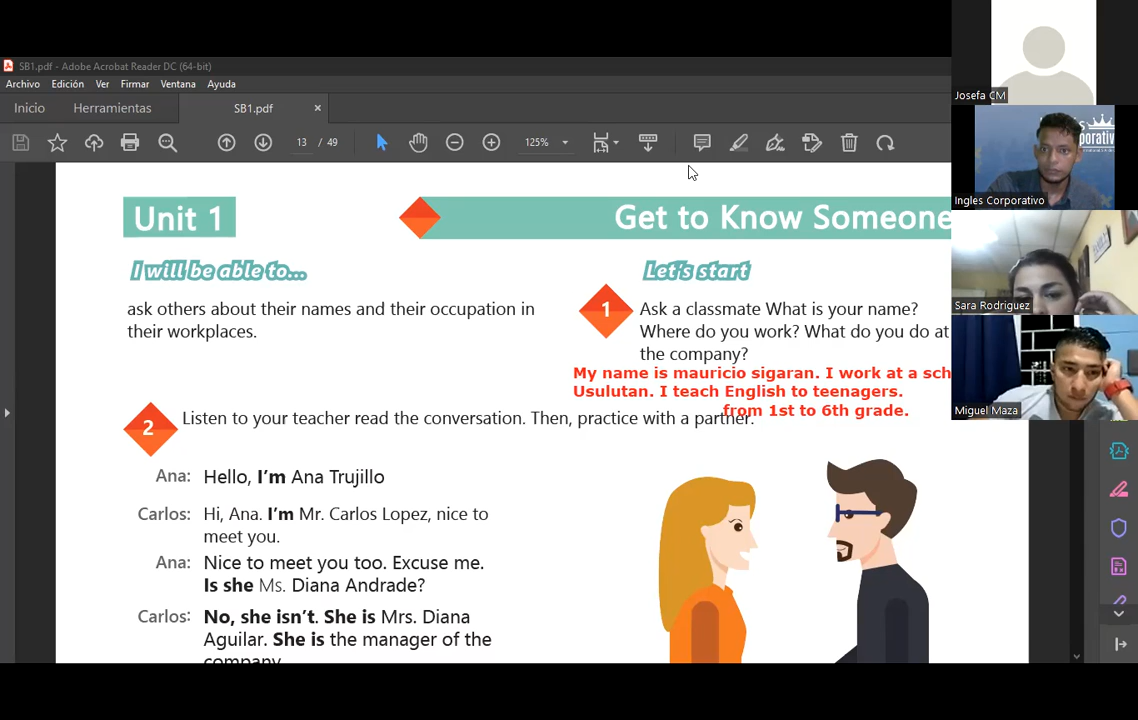 SB1.pdf - Adobe Acrobat Reader DC (64-bit)
Archivo Edición Ver Firmar Ventana Ayuda
Inicio Herramientas SB1.pdf ×
13 / 49 125%
Unit 1 Get to Know Someone
I will be able to...
ask others about their names and their occupation in
their workplaces.
Let's start
1 Ask a classmate What is your name?
Where do you work? What do you do at
the company?
My name is mauricio sigaran. I work at a sch
Usulutan. I teach English to teenagers.
from 1st to 6th grade.
2 Listen to your teacher read the conversation. Then, practice with a partner.
Ana: Hello, I'm Ana Trujillo
Carlos: Hi, Ana. I'm Mr. Carlos Lopez, nice to
meet you.
Ana: Nice to meet you too. Excuse me.
Is she Ms. Diana Andrade?
Carlos: No, she isn't. She is Mrs. Diana
Aguilar. She is the manager of the
company
Josefa CM
orporativ
Ingles Corporativo
Sara Rodriguez
Miguel Maza